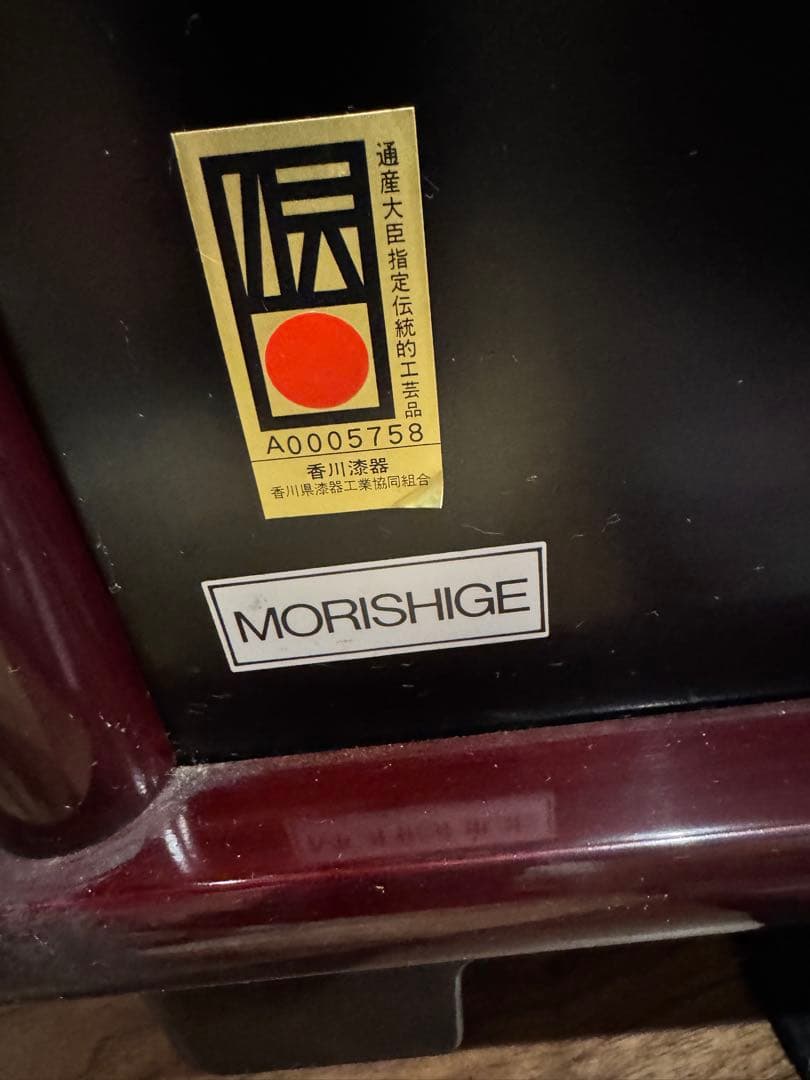 伝
通産大臣指定伝統的工芸品
A0005758
香川漆器
香川県漆器工業協同組合
MORISHIGE